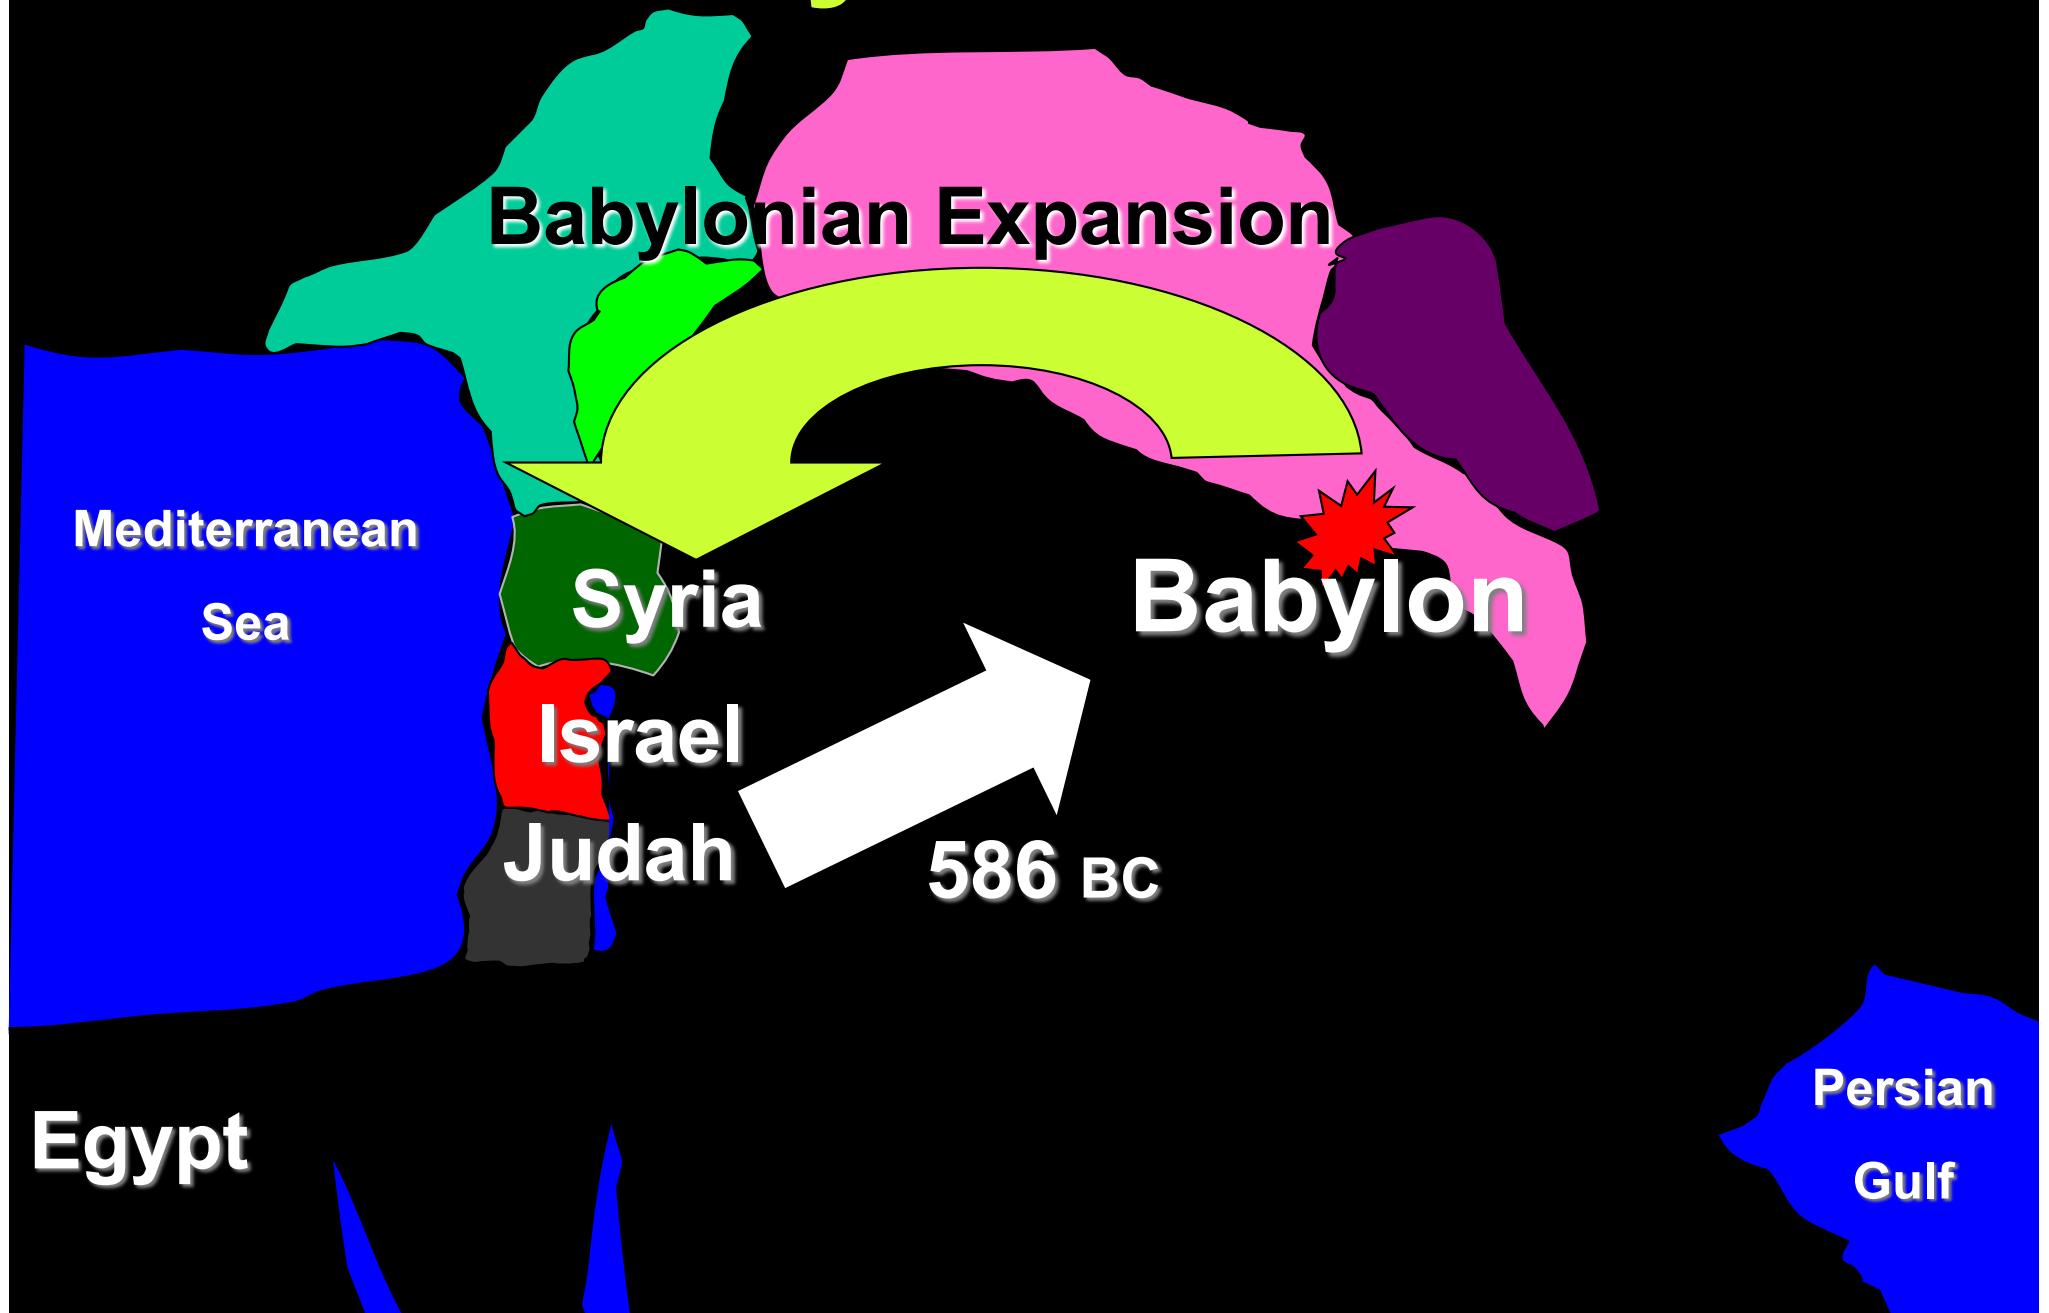 Babylonian Expansion
Mediterranean
Sea
Syria
Babylon
Israel
Judah
586 BC
Egypt
Persian
Gulf